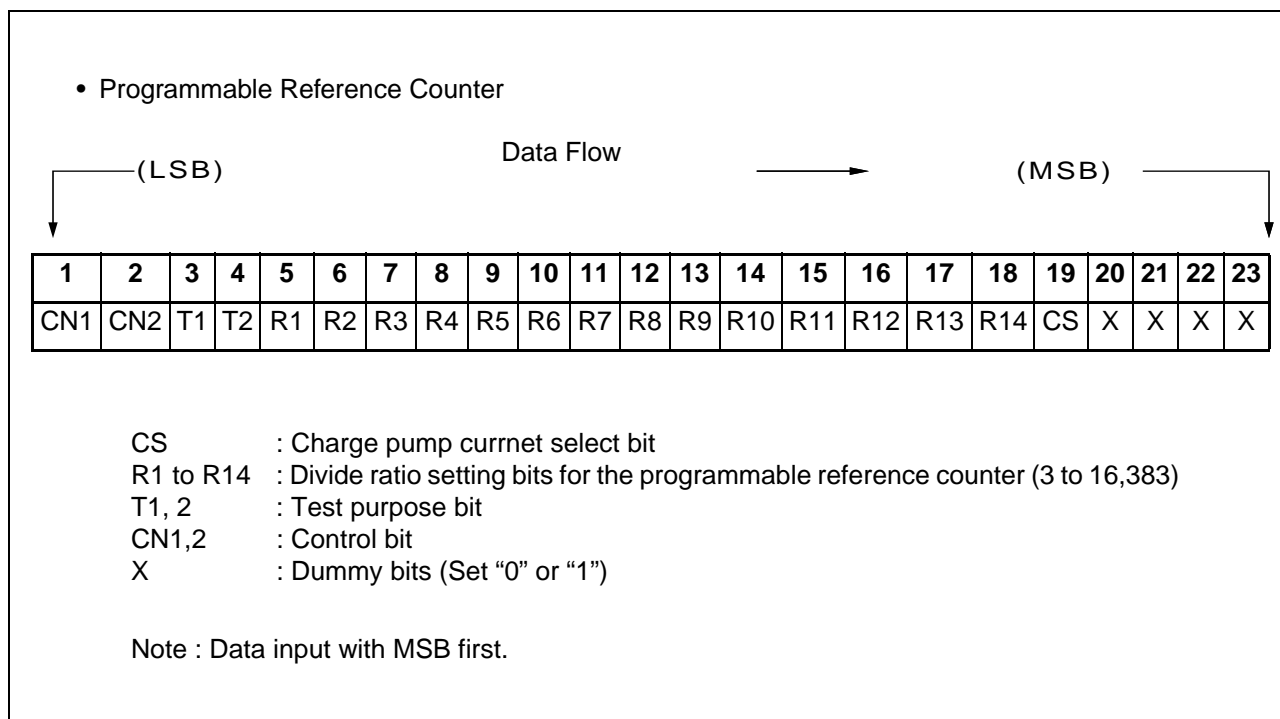 • Programmable Reference Counter
(LSB) Data Flow (MSB)
1 2 3 4 5 6 7 8 9 10 11 12 13 14 15 16 17 18 19 20 21 22 23
CN1 CN2 T1 T2 R1 R2 R3 R4 R5 R6 R7 R8 R9 R10 R11 R12 R13 R14 CS X X X X
CS : Charge pump currnet select bit
R1 to R14 : Divide ratio setting bits for the programmable reference counter (3 to 16,383)
T1, 2 : Test purpose bit
CN1,2 : Control bit
X : Dummy bits (Set “0” or “1”)
Note : Data input with MSB first.